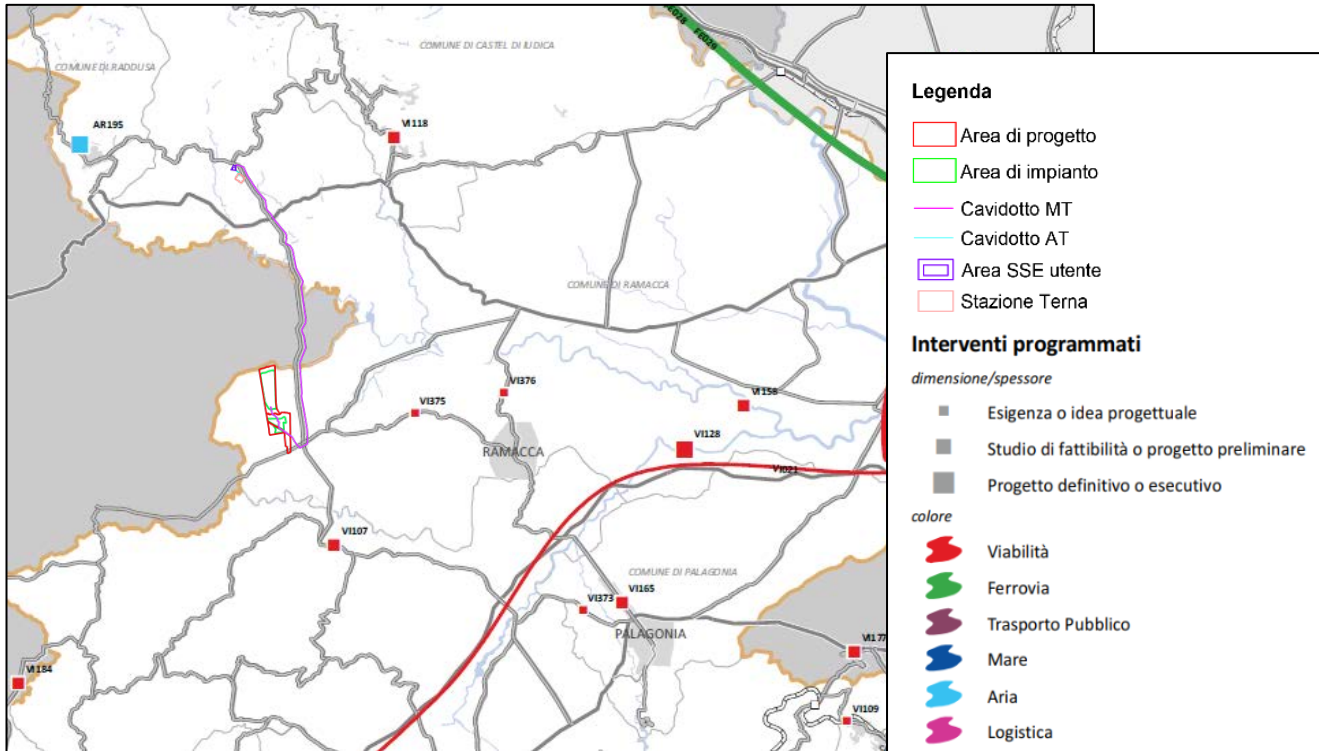 FE028
FE029
COMUNE DI CASTEL DI IUDICA
COMUNE DI RADDUSA
AR195
VI118
COMUNE DI RAMACCA
VI376
VI375
VI158
RAMACCA
VI128
VI021
VI107
COMUNE DI PALAGONIA
VI373
VI165
PALAGONIA
VI177
VI184
VI109
Legenda
Area di progetto
Area di impianto
Cavidotto MT
Cavidotto AT
Area SSE utente
Stazione Terna
Interventi programmati
dimensione/spessore
Esigenza o idea progettuale
Studio di fattibilità o progetto preliminare
Progetto definitivo o esecutivo
colore
Viabilità
Ferrovia
Trasporto Pubblico
Mare
Aria
Logistica